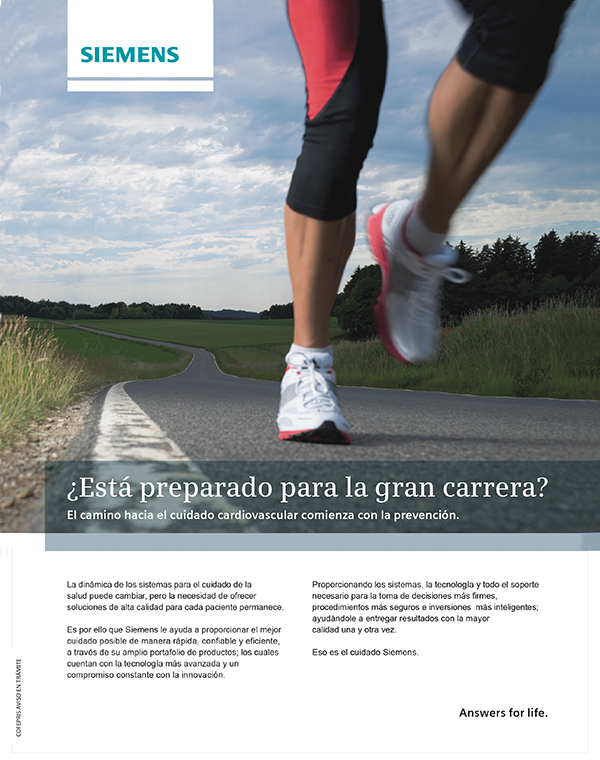 SIEMENS
¿Está preparado para la gran carrera?
El camino hacia el cuidado cardiovascular comienza con la prevención.
La dinámica de los sistemas para el cuidado de la
salud puede cambiar, pero la necesidad de ofrecer
soluciones de alta calidad para cada paciente permanece.
Es por ello que Siemens le ayuda a proporcionar el mejor
cuidado posible de manera rápida, confiable y eficiente,
a través de su amplio portafolio de productos; los cuales
cuentan con la tecnología más avanzada y un
compromiso constante con la innovación.
Proporcionando los sistemas, la tecnología y todo el soporte
necesario para la toma de decisiones más firmes,
procedimientos más seguros e inversiones más inteligentes;
ayudándole a entregar resultados con la mayor
calidad una y otra vez.
Eso es el cuidado Siemens.
Answers for life.
COFEPRIS AVISO EN TRÁMITE